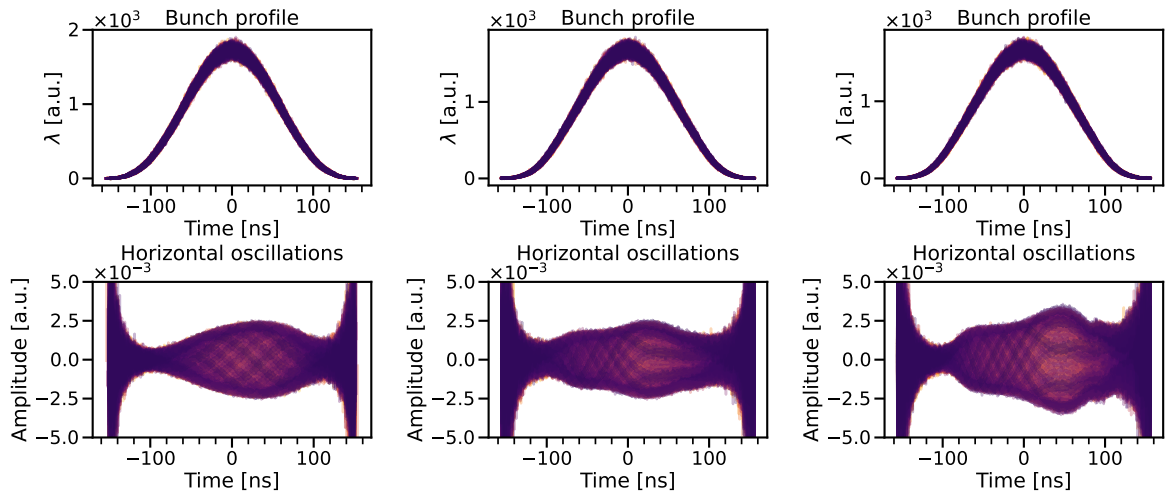 ×10³ Bunch profile ×10³ Bunch profile ×10³ Bunch profile
2
1
0
λ [a.u.]
−100 0 100
Time [ns]
1
0
λ [a.u.]
−100 0 100
Time [ns]
1
0
λ [a.u.]
−100 0 100
Time [ns]
Horizontal oscillations
×10⁻³
5.0
2.5
0.0
−2.5
−5.0
Amplitude [a.u.]
−100 0 100
Time [ns]
Horizontal oscillations
×10⁻³
5.0
2.5
0.0
−2.5
−5.0
Amplitude [a.u.]
−100 0 100
Time [ns]
Horizontal oscillations
×10⁻³
5.0
2.5
0.0
−2.5
−5.0
Amplitude [a.u.]
−100 0 100
Time [ns]